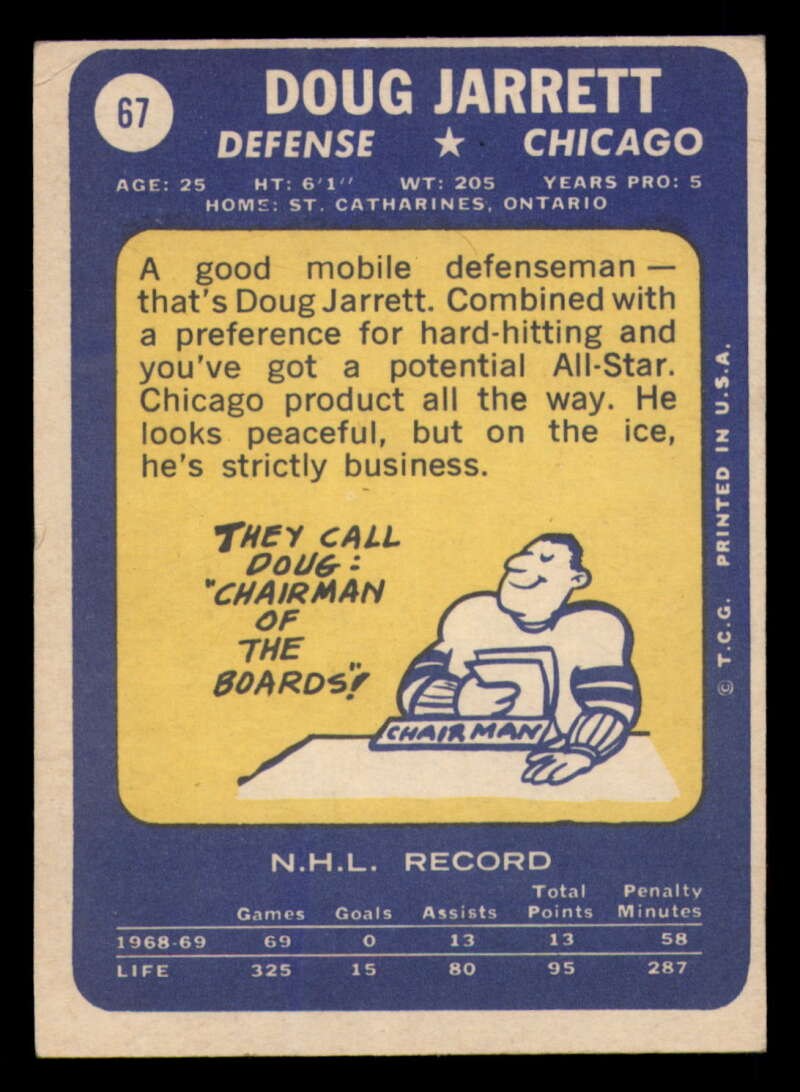 67
DOUG JARRETT
DEFENSE ★ CHICAGO
AGE: 25 HT: 6'1" WT: 205 YEARS PRO: 5
HOME: ST. CATHARINES, ONTARIO
A good mobile defenseman —
that's Doug Jarrett. Combined with
a preference for hard-hitting and
you've got a potential All-Star.
Chicago product all the way. He
looks peaceful, but on the ice,
he's strictly business.
THEY CALL
DOUG:
"CHAIRMAN
OF
THE
BOARDS"!
CHAIRMAN
© T.C.G. PRINTED IN U.S.A.
N.H.L. RECORD
Games Goals Assists Total Points Penalty Minutes
1968-69 69 0 13 13 58
LIFE 325 15 80 95 287